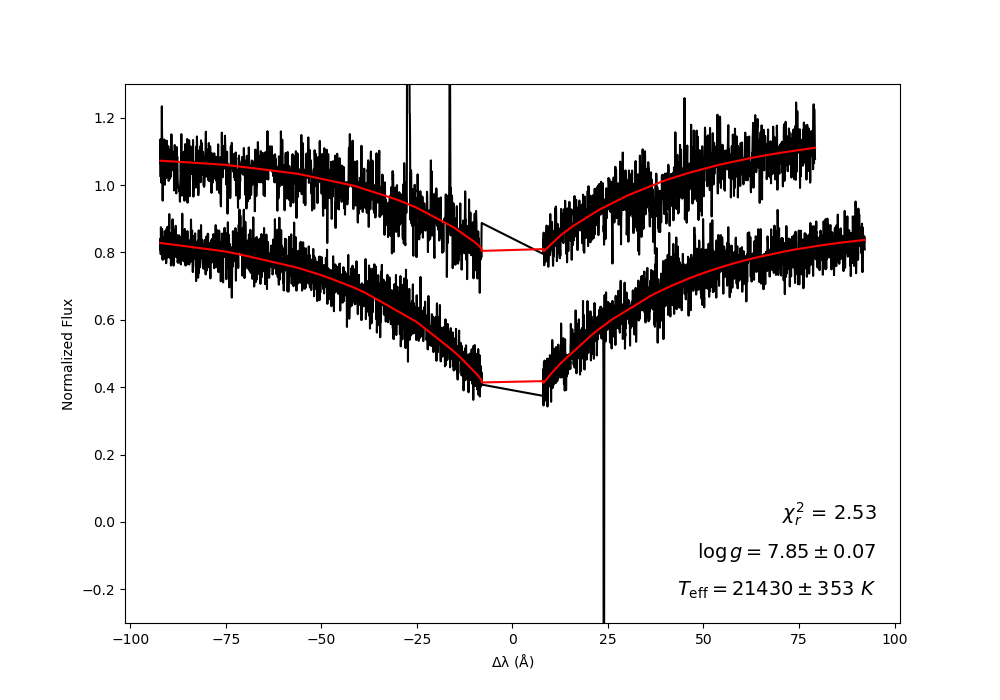 1.2
1.0
0.8
0.6
0.4
0.2
0.0
−0.2
Normalized Flux
χ²ᵣ = 2.53
log g = 7.85 ± 0.07
T_eff = 21430 ± 353 K
−100 −75 −50 −25 0 25 50 75 100
Δλ (Å)